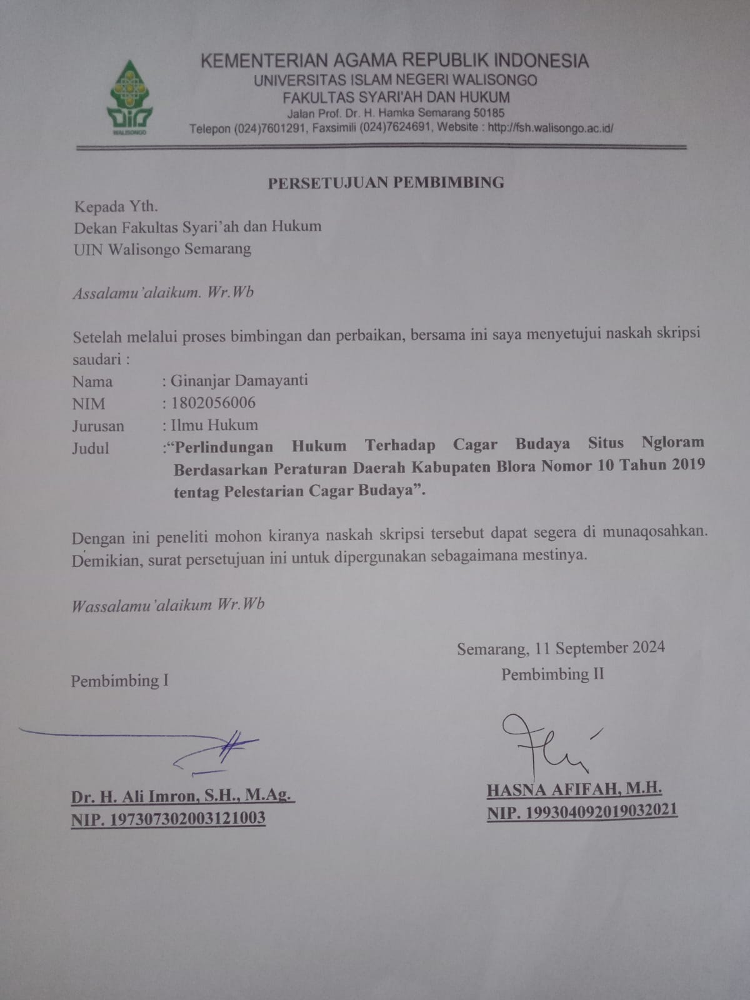 KEMENTERIAN AGAMA REPUBLIK INDONESIA
UNIVERSITAS ISLAM NEGERI WALISONGO
FAKULTAS SYARI'AH DAN HUKUM
Jalan Prof. Dr. H. Hamka Semarang 50185
Telepon (024)7601291, Faxsimili (024)7624691, Website : http://fsh.walisongo.ac.id/
UIN
WALISONGO
PERSETUJUAN PEMBIMBING
Kepada Yth.
Dekan Fakultas Syari’ah dan Hukum
UIN Walisongo Semarang
Assalamu’alaikum. Wr.Wb
Setelah melalui proses bimbingan dan perbaikan, bersama ini saya menyetujui naskah skripsi
saudari :
Nama : Ginanjar Damayanti
NIM : 1802056006
Jurusan : Ilmu Hukum
Judul :“Perlindungan Hukum Terhadap Cagar Budaya Situs Ngloram
Berdasarkan Peraturan Daerah Kabupaten Blora Nomor 10 Tahun 2019
tentag Pelestarian Cagar Budaya”.
Dengan ini peneliti mohon kiranya naskah skripsi tersebut dapat segera di munaqosahkan.
Demikian, surat persetujuan ini untuk dipergunakan sebagaimana mestinya.
Wassalamu’alaikum Wr.Wb
Semarang, 11 September 2024
Pembimbing I
Pembimbing II
Dr. H. Ali Imron, S.H., M.Ag.
NIP. 197307302003121003
HASNA AFIFAH, M.H.
NIP. 199304092019032021